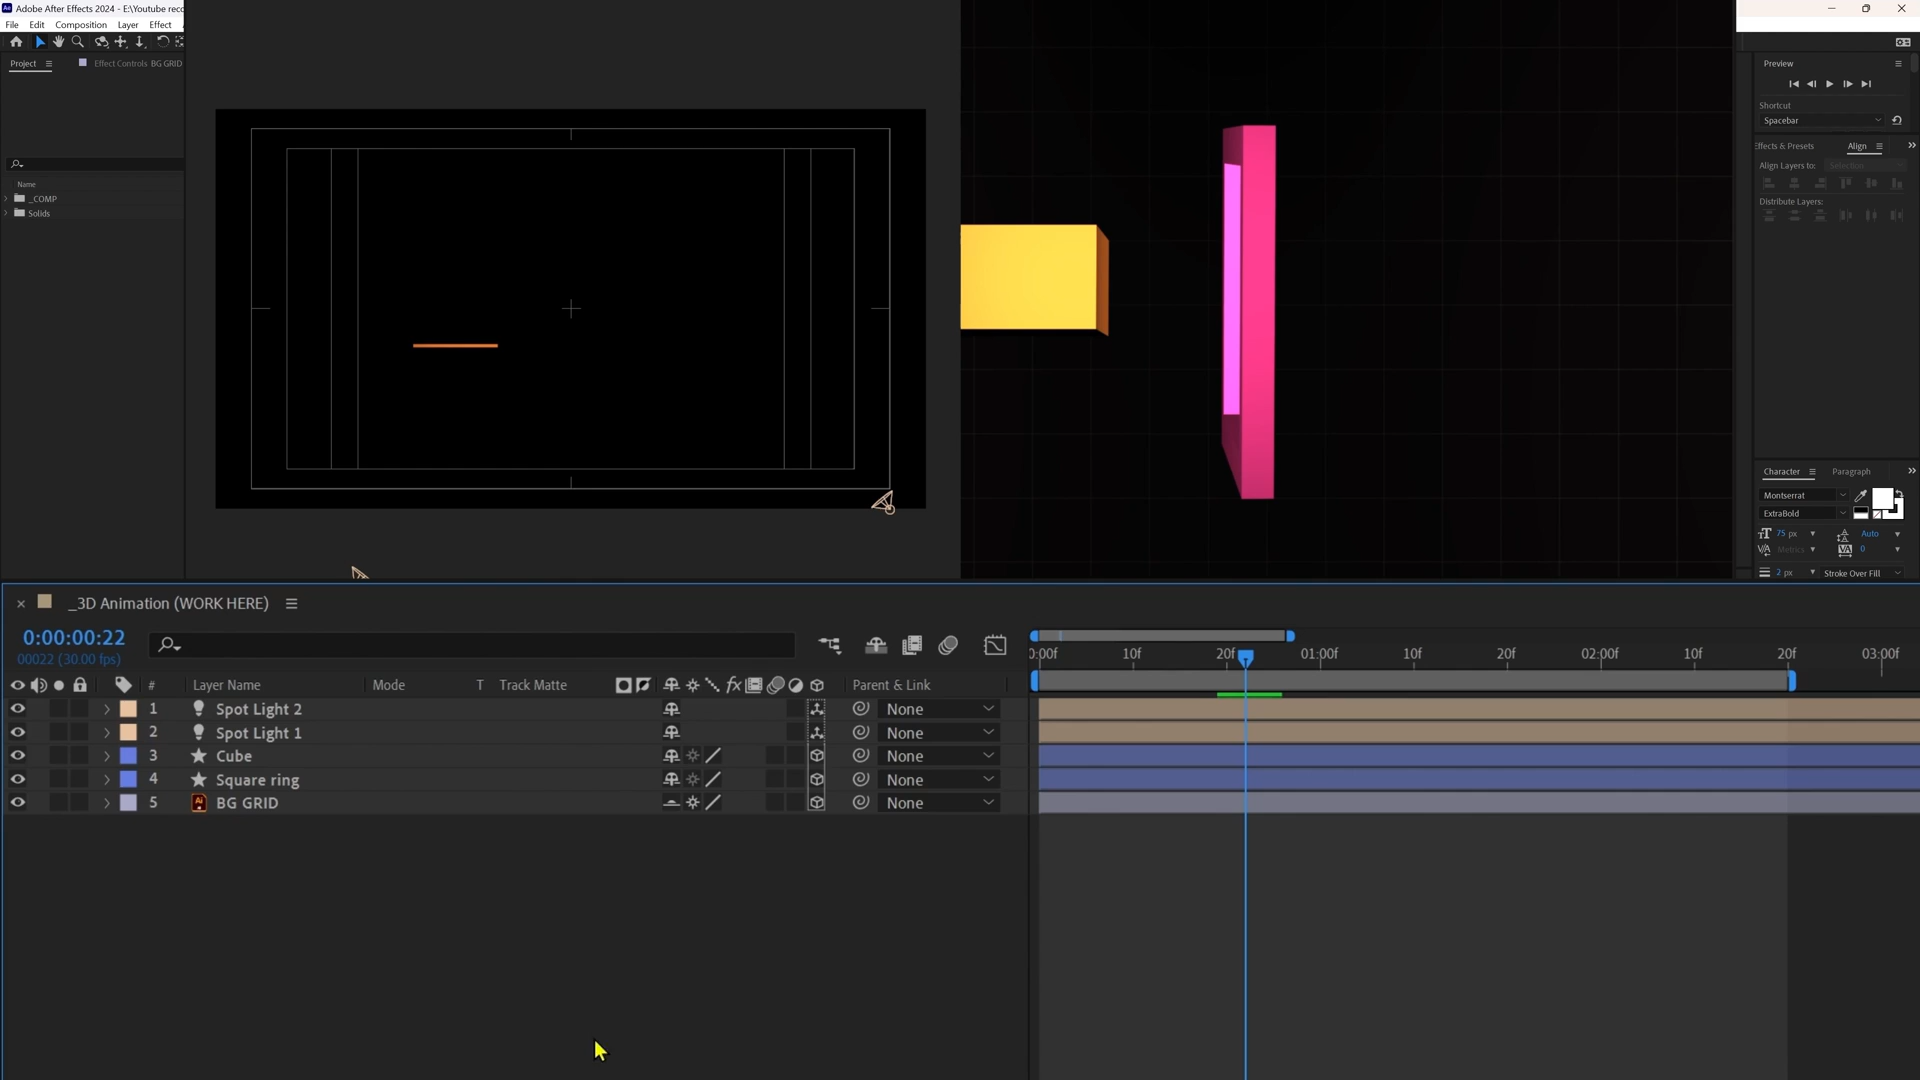 Adobe After Effects 2024 - E:\Youtube reco
File Edit Composition Layer Effect
Project Effect Controls BG GRID
Name
_COMP
Solids
Preview
Shortcut
Spacebar
Effects & Presets Align
Align Layers to: Selection
Distribute Layers:
Character Paragraph
Montserrat
ExtraBold
75 px Auto
Metrics 0
2 px Stroke Over Fill
_3D Animation (WORK HERE)
0:00:00:22
00022 (30.00 fps)
0:00f 10f 20f 01:00f 10f 20f 02:00f 10f 20f 03:00f
# Layer Name Mode T Track Matte fx Parent & Link
1 Spot Light 2 None
2 Spot Light 1 None
3 Cube None
4 Square ring None
5 Ai BG GRID None